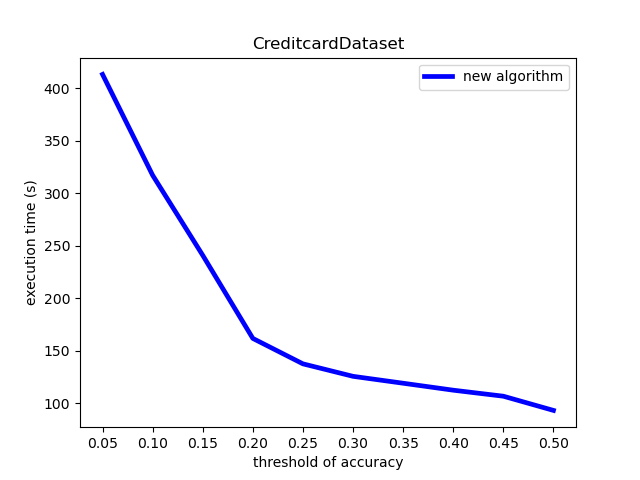 CreditcardDataset
new algorithm
execution time (s)
400
350
300
250
200
150
100
0.05 0.10 0.15 0.20 0.25 0.30 0.35 0.40 0.45 0.50
threshold of accuracy